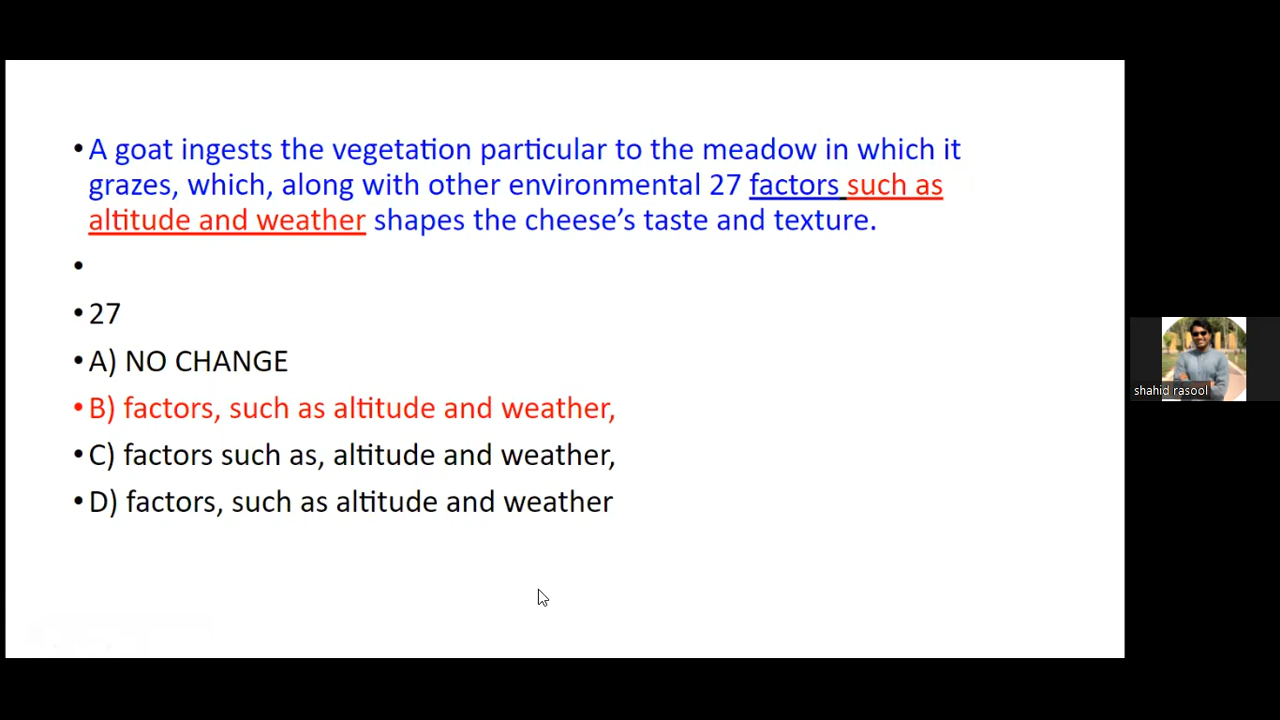 • A goat ingests the vegetation particular to the meadow in which it
grazes, which, along with other environmental 27 factors such as
altitude and weather shapes the cheese’s taste and texture.
•
• 27
• A) NO CHANGE
• B) factors, such as altitude and weather,
• C) factors such as, altitude and weather,
• D) factors, such as altitude and weather
shahid rasool